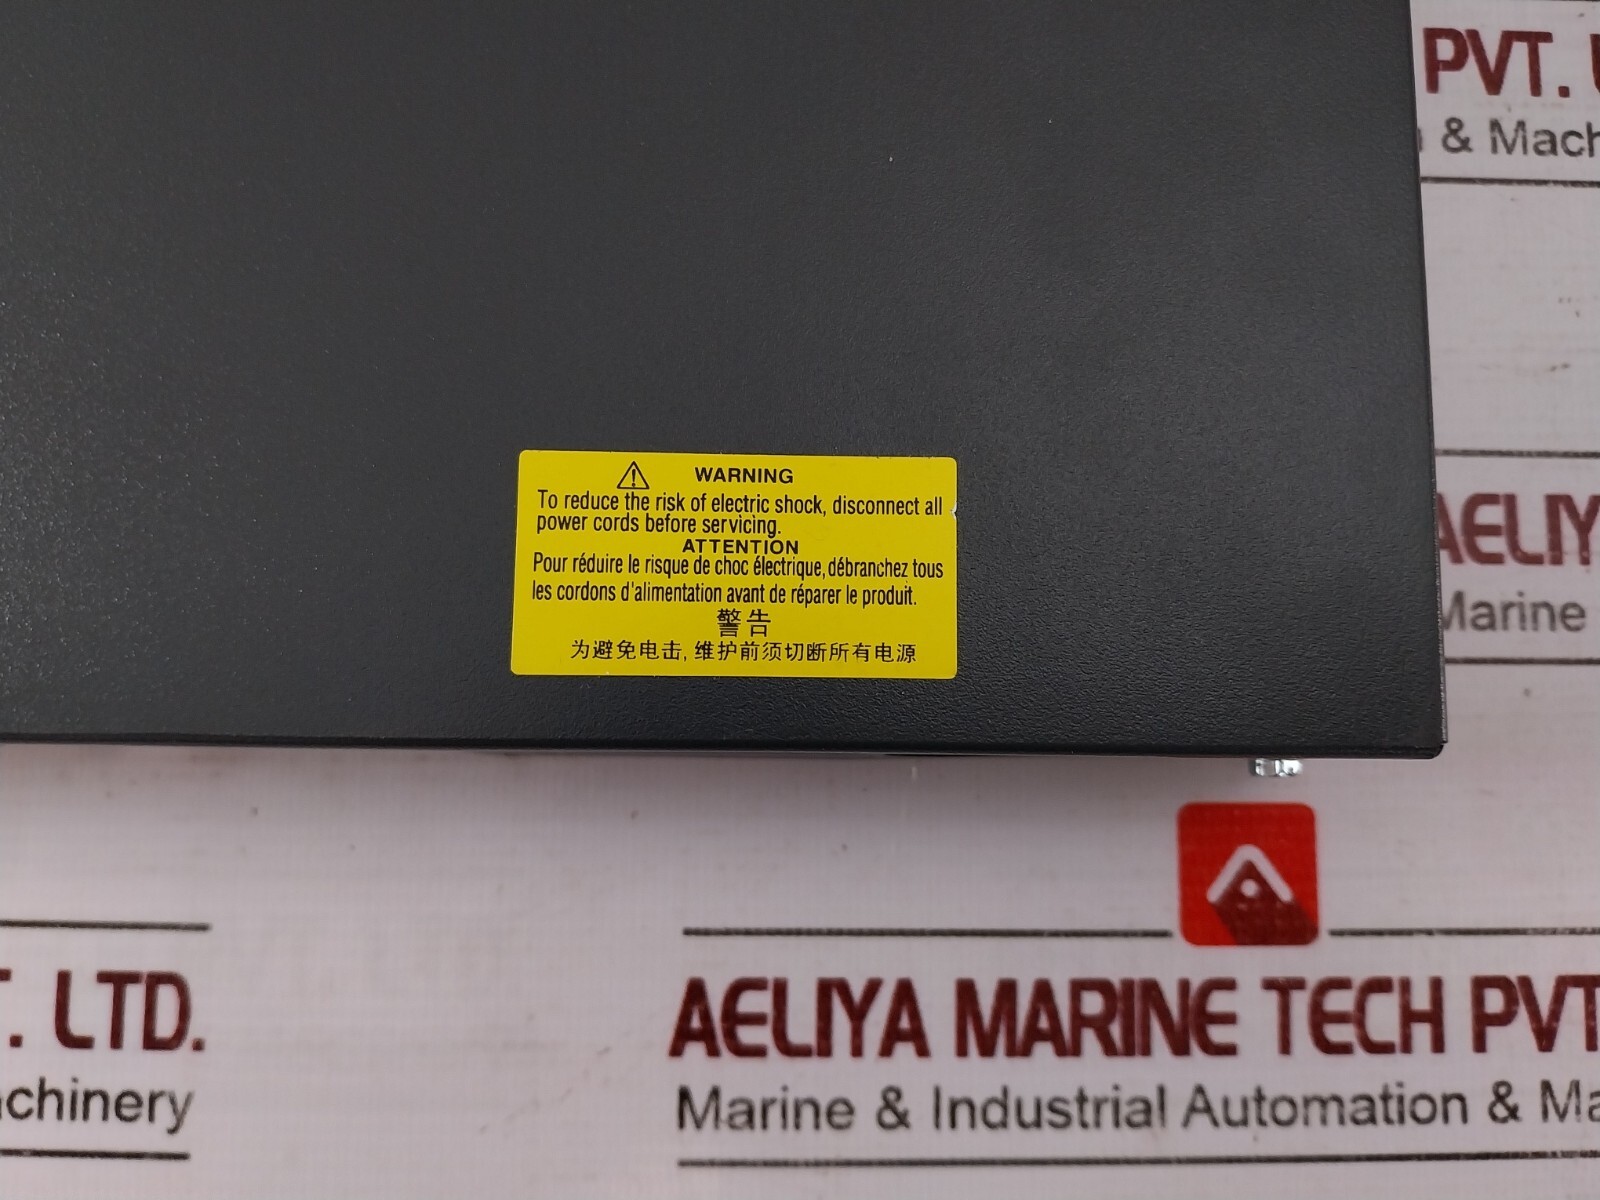 PVT.
& Mach
WARNING
To reduce the risk of electric shock, disconnect all
power cords before servicing.
ATTENTION
Pour réduire le risque de choc électrique, débranchez tous
les cordons d'alimentation avant de réparer le produit.
警告
为避免电击, 维护前须切断所有电源
AELIY
Marine
T. LTD.
achinery
AELIYA MARINE TECH PVT
Marine & Industrial Automation & Ma